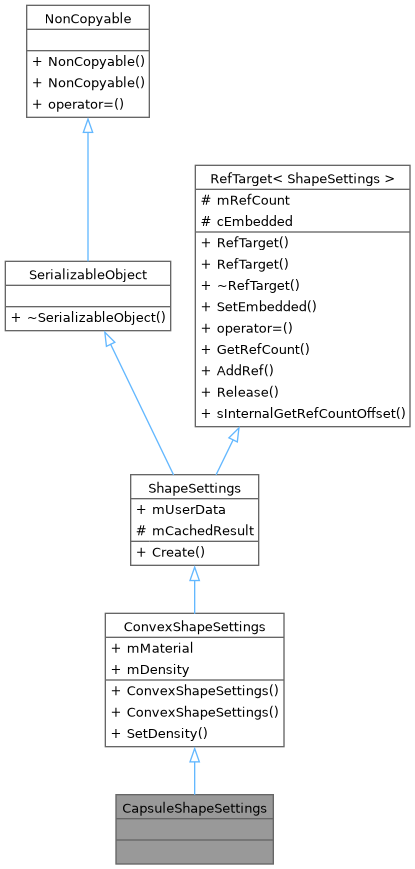 NonCopyable
+ NonCopyable()
+ NonCopyable()
+ operator=()
RefTarget< ShapeSettings >
# mRefCount
# cEmbedded
+ RefTarget()
+ RefTarget()
+ ~RefTarget()
+ SetEmbedded()
+ operator=()
+ GetRefCount()
+ AddRef()
+ Release()
+ sInternalGetRefCountOffset()
SerializableObject
+ ~SerializableObject()
ShapeSettings
+ mUserData
# mCachedResult
+ Create()
ConvexShapeSettings
+ mMaterial
+ mDensity
+ ConvexShapeSettings()
+ ConvexShapeSettings()
+ SetDensity()
CapsuleShapeSettings